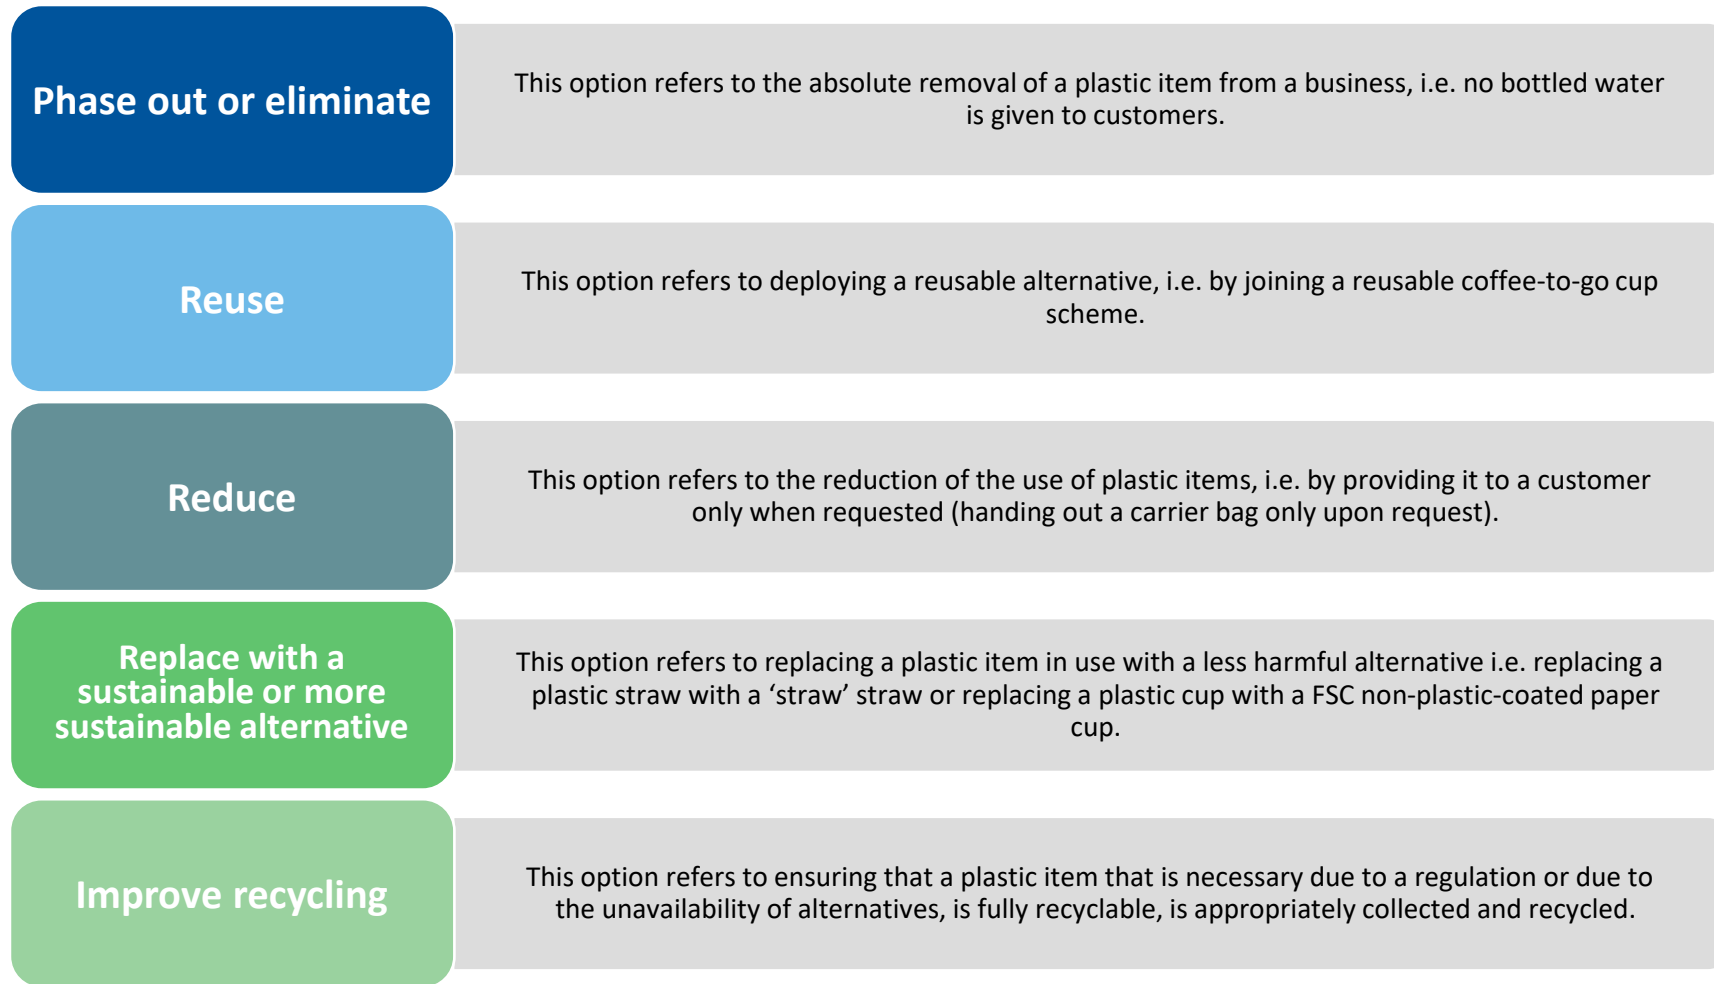 Phase out or eliminate
This option refers to the absolute removal of a plastic item from a business, i.e. no bottled water
is given to customers.
Reuse
This option refers to deploying a reusable alternative, i.e. by joining a reusable coffee-to-go cup
scheme.
Reduce
This option refers to the reduction of the use of plastic items, i.e. by providing it to a customer
only when requested (handing out a carrier bag only upon request).
Replace with a
sustainable or more
sustainable alternative
This option refers to replacing a plastic item in use with a less harmful alternative i.e. replacing a
plastic straw with a ‘straw’ straw or replacing a plastic cup with a FSC non-plastic-coated paper
cup.
Improve recycling
This option refers to ensuring that a plastic item that is necessary due to a regulation or due to
the unavailability of alternatives, is fully recyclable, is appropriately collected and recycled.